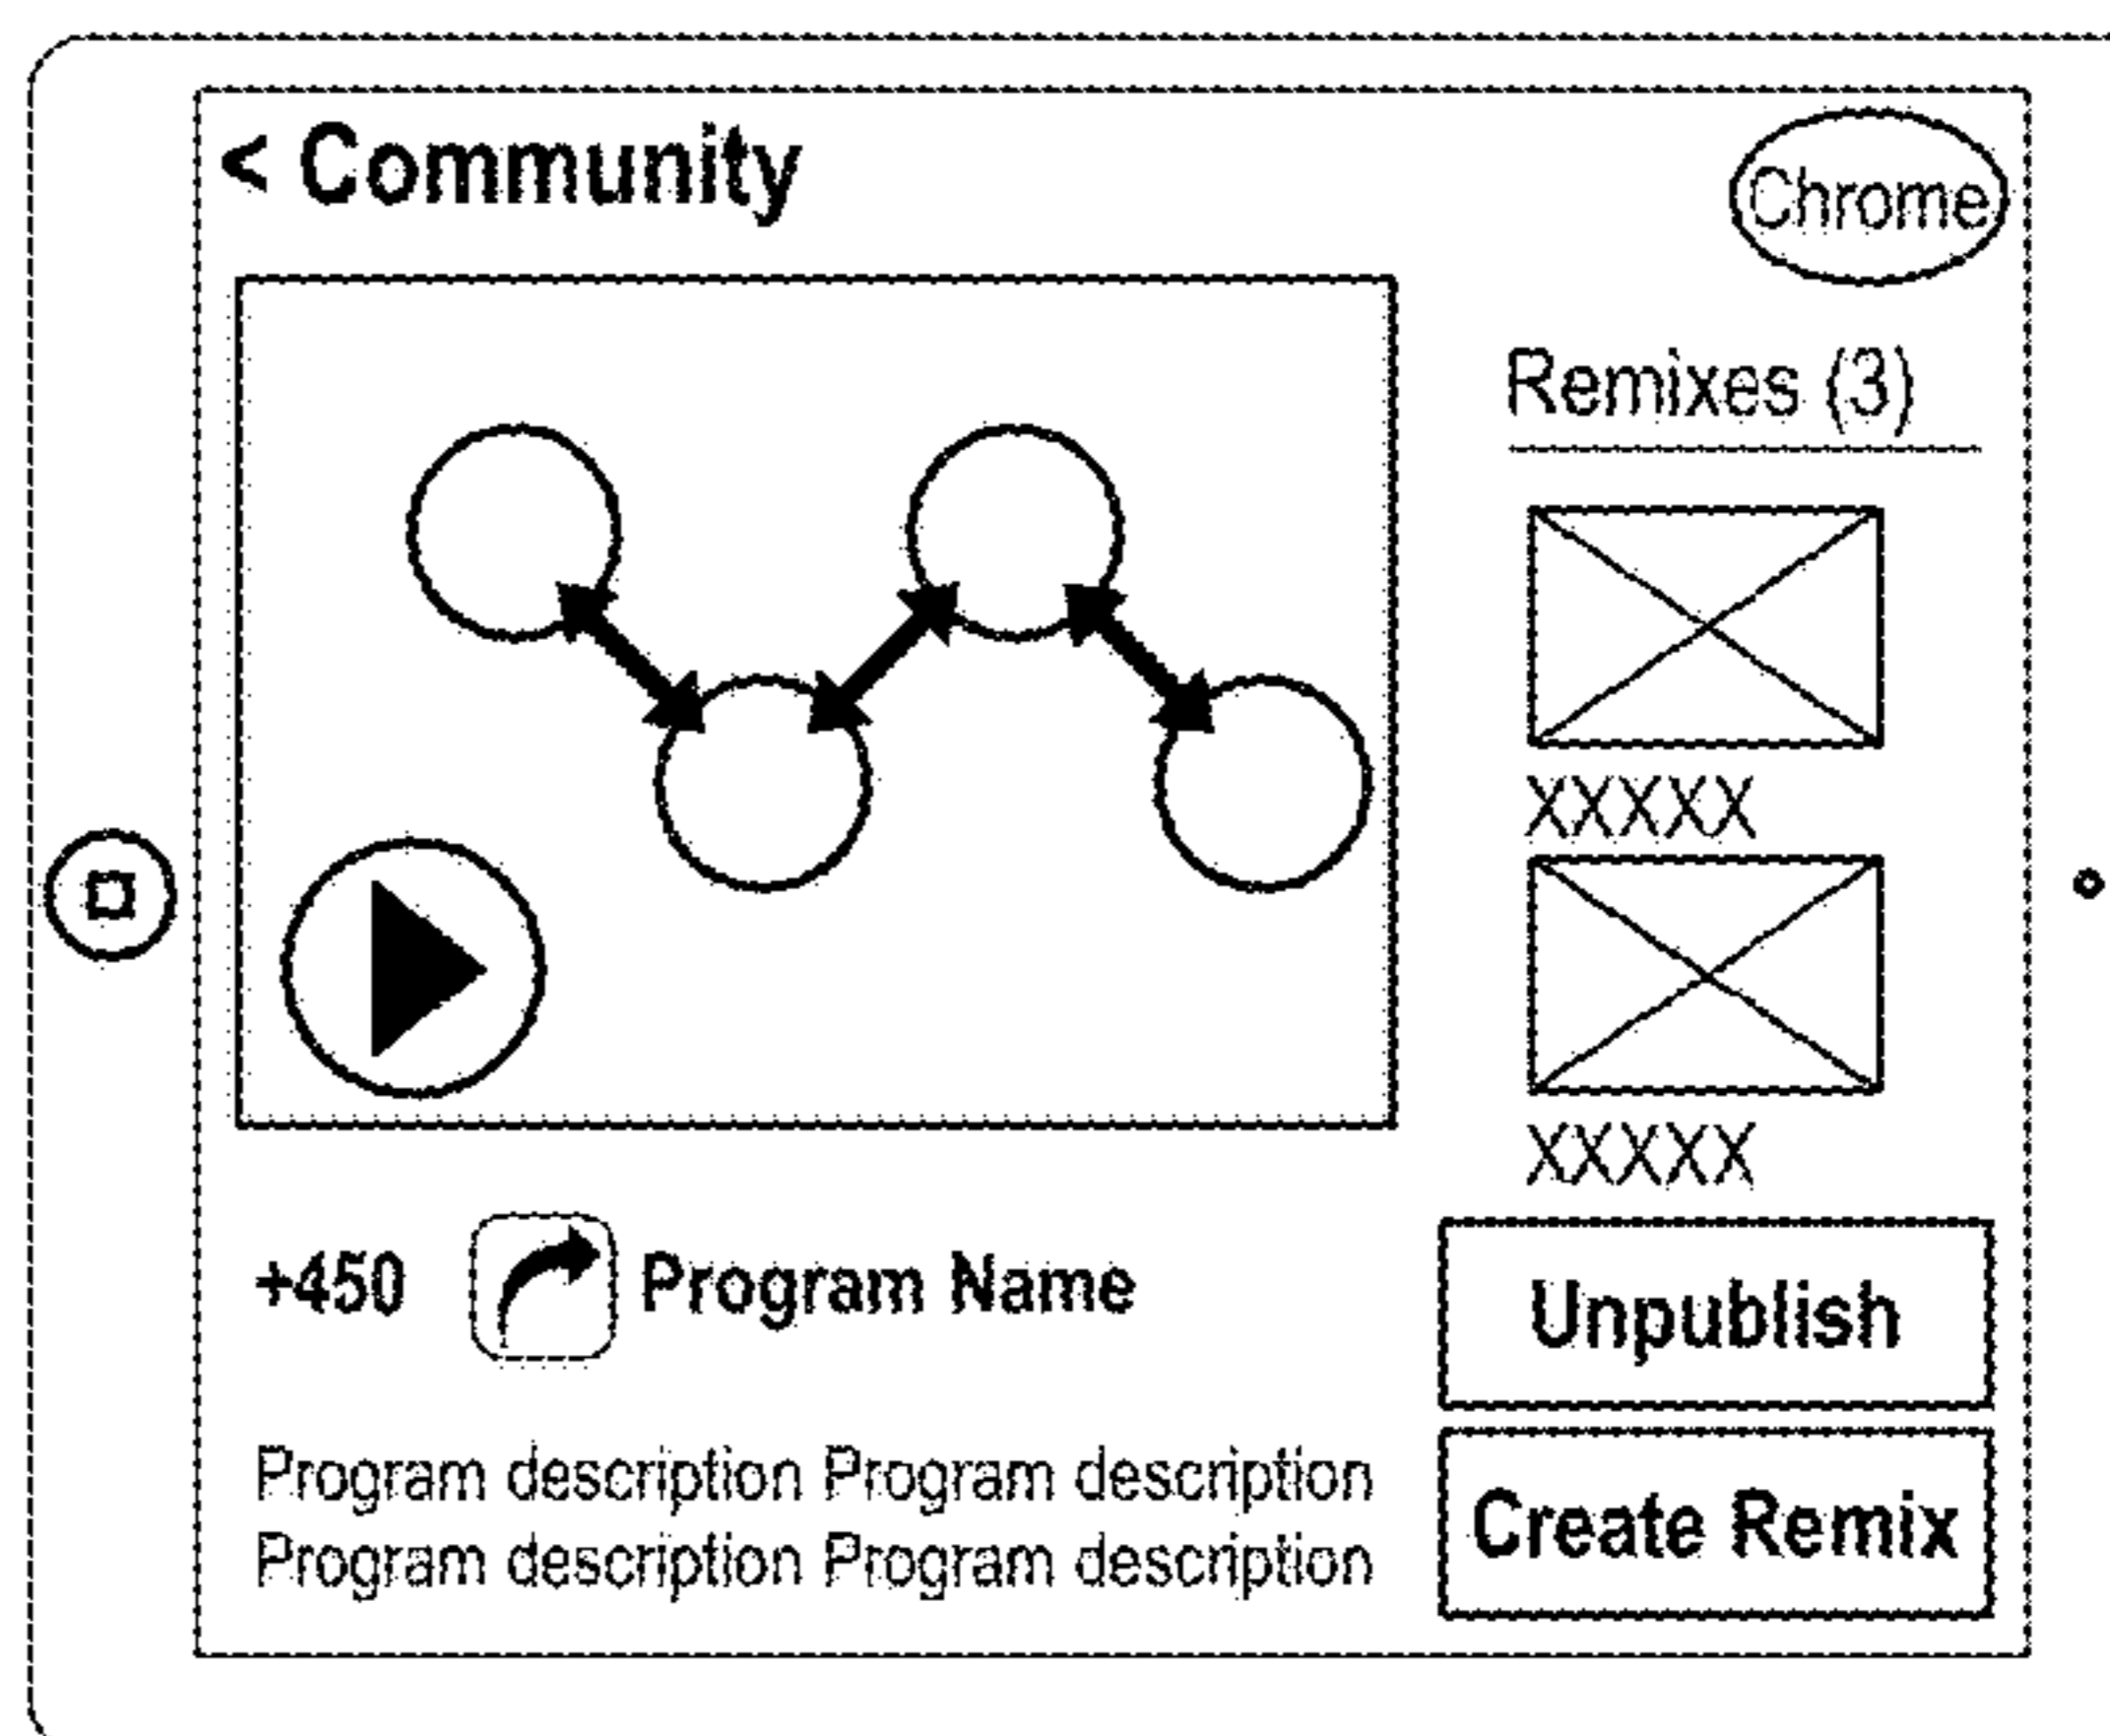 < Community
Chrome
Remixes (3)
XXXXX
XXXXX
+450 Program Name
Unpublish
Program description Program description
Program description Program description
Create Remix